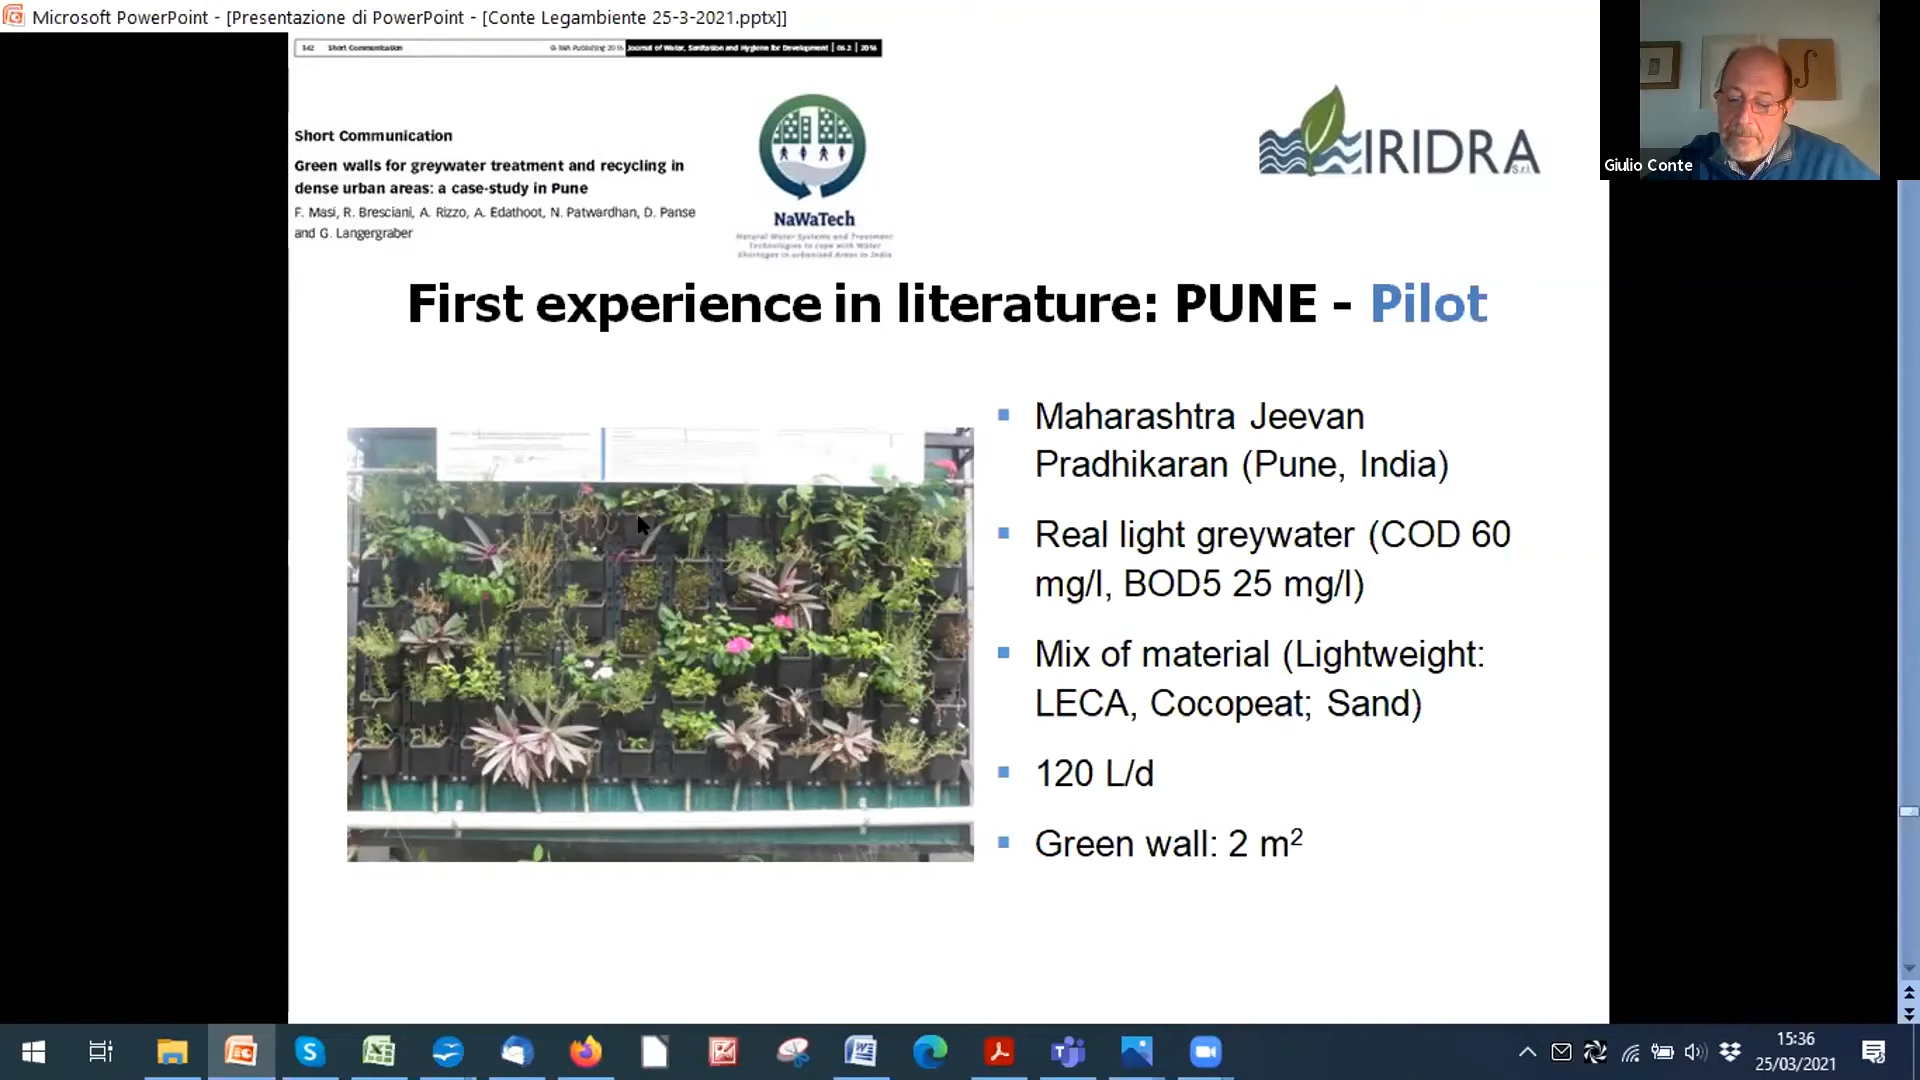 Microsoft PowerPoint - [Presentazione di PowerPoint - [Conte Legambiente 25-3-2021.pptx]]
342 Short Communication © IWA Publishing 2016 Journal of Water, Sanitation and Hygiene for Development | 06.2 | 2016
Short Communication
Green walls for greywater treatment and recycling in
dense urban areas: a case-study in Pune
F. Masi, R. Bresciani, A. Rizzo, A. Edathoot, N. Patwardhan, D. Panse
and G. Langergraber
NaWaTech
Natural Water Systems and Treatment
Technologies to cope with Water
Shortages in urbanised Areas in India
IRIDRA
S.r.l.
Giulio Conte
First experience in literature: PUNE - Pilot
Maharashtra Jeevan
Pradhikaran (Pune, India)
Real light greywater (COD 60
mg/l, BOD5 25 mg/l)
Mix of material (Lightweight:
LECA, Cocopeat; Sand)
120 L/d
Green wall: 2 m²
15:36
25/03/2021